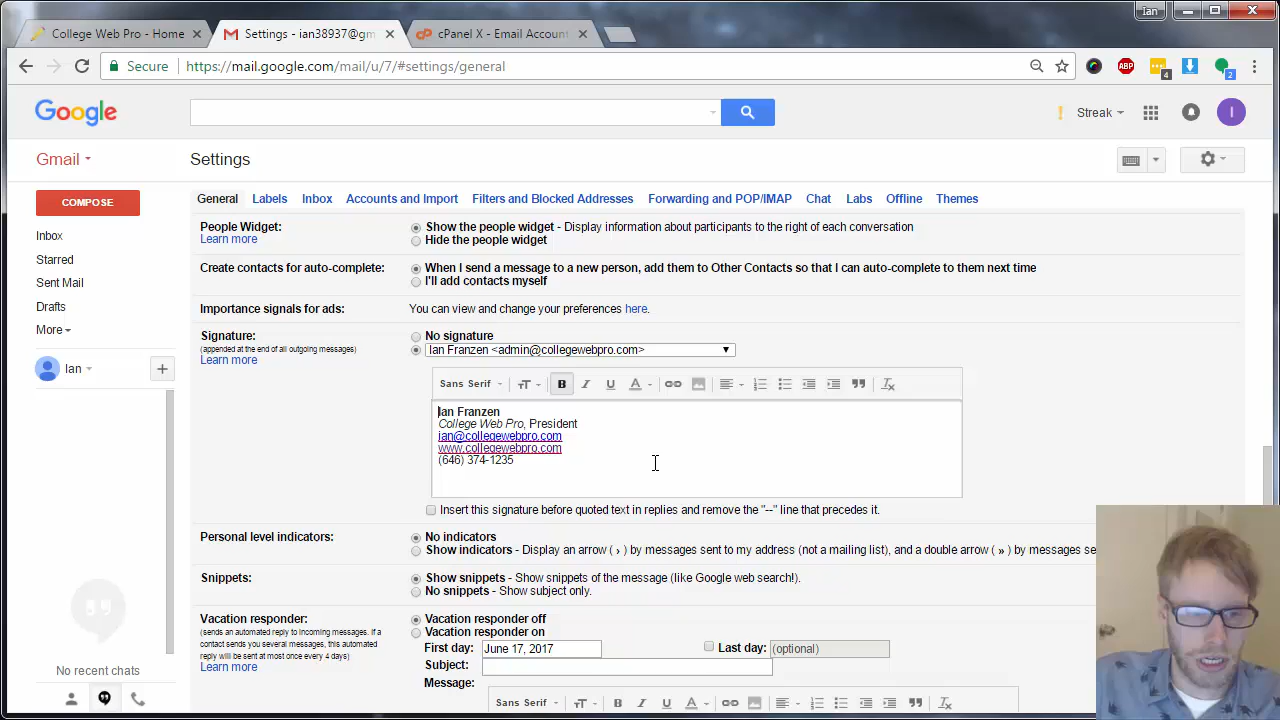 Ian
College Web Pro - Home
Settings - ian38937@gm
cPanel X - Email Account
Secure
https://mail.google.com/mail/u/7/#settings/general
ABP
4
2
Google
Streak
I
Gmail
Settings
COMPOSE
General
Labels
Inbox
Accounts and Import
Filters and Blocked Addresses
Forwarding and POP/IMAP
Chat
Labs
Offline
Themes
Inbox
Starred
Sent Mail
Drafts
More
Ian
No recent chats
People Widget:
Learn more
Show the people widget - Display information about participants to the right of each conversation
Hide the people widget
Create contacts for auto-complete:
When I send a message to a new person, add them to Other Contacts so that I can auto-complete to them next time
I'll add contacts myself
Importance signals for ads:
You can view and change your preferences here.
Signature:
(appended at the end of all outgoing messages)
Learn more
No signature
Ian Franzen <admin@collegewebpro.com>
Sans Serif
B I U A
Ian Franzen
College Web Pro, President
ian@collegewebpro.com
www.collegewebpro.com
(646) 374-1235
Insert this signature before quoted text in replies and remove the "--" line that precedes it.
Personal level indicators:
No indicators
Show indicators - Display an arrow ( › ) by messages sent to my address (not a mailing list), and a double arrow ( » ) by messages se
Snippets:
Show snippets - Show snippets of the message (like Google web search!).
No snippets - Show subject only.
Vacation responder:
(sends an automated reply to incoming messages. If a
contact sends you several messages, this automated
reply will be sent at most once every 4 days)
Learn more
Vacation responder off
Vacation responder on
First day:
June 17, 2017
Last day:
(optional)
Subject:
Message:
Sans Serif
B I U A